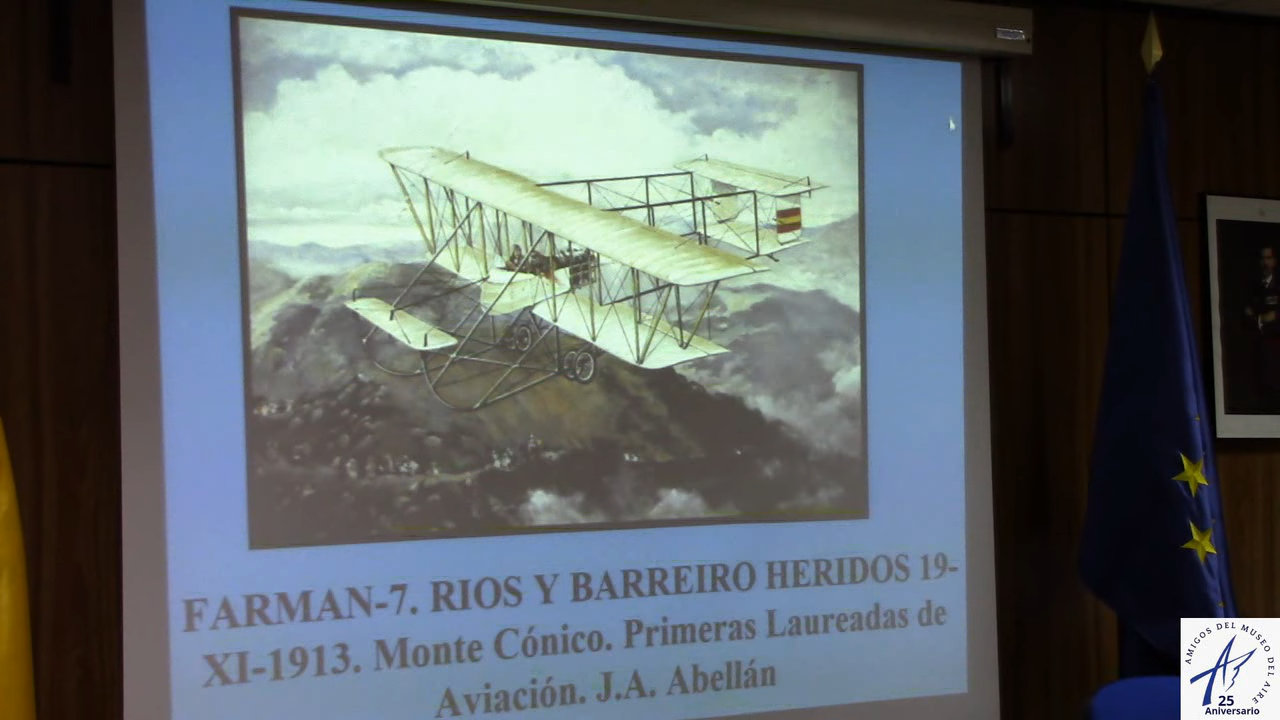 FARMAN-7. RIOS Y BARREIRO HERIDOS 19-
XI-1913. Monte Cónico. Primeras Laureadas de
Aviación. J.A. Abellán
AMIGOS DEL MUSEO DEL AIRE
25
Aniversario